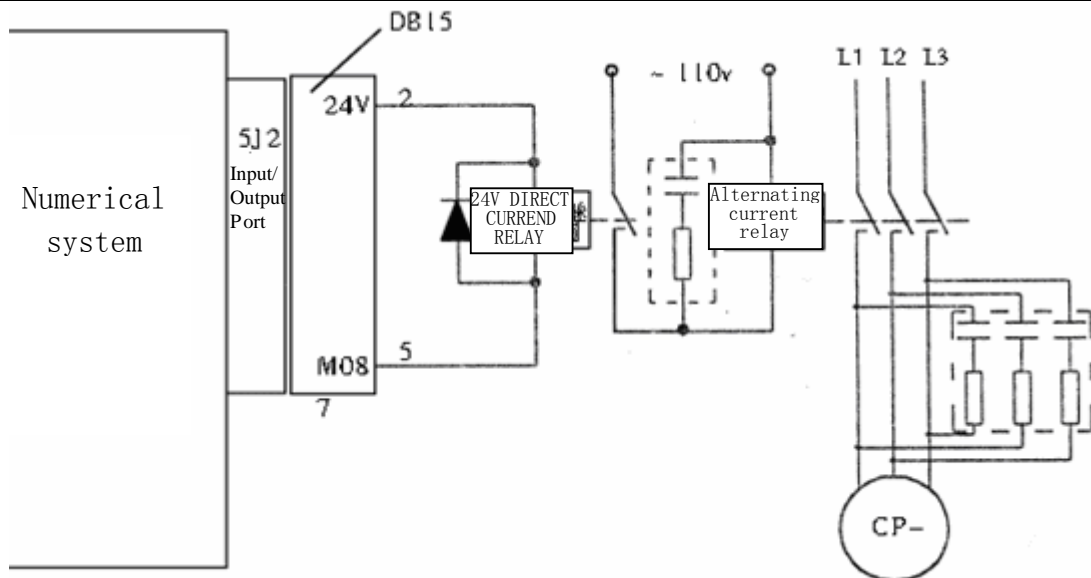 DB15
L1 L2 L3
~ 110v
24V
2
5J2
Input/
Output
Port
Numerical
system
24V DIRECT
CURREND
RELAY
Alternating
current
relay
M08
5
7
CP-